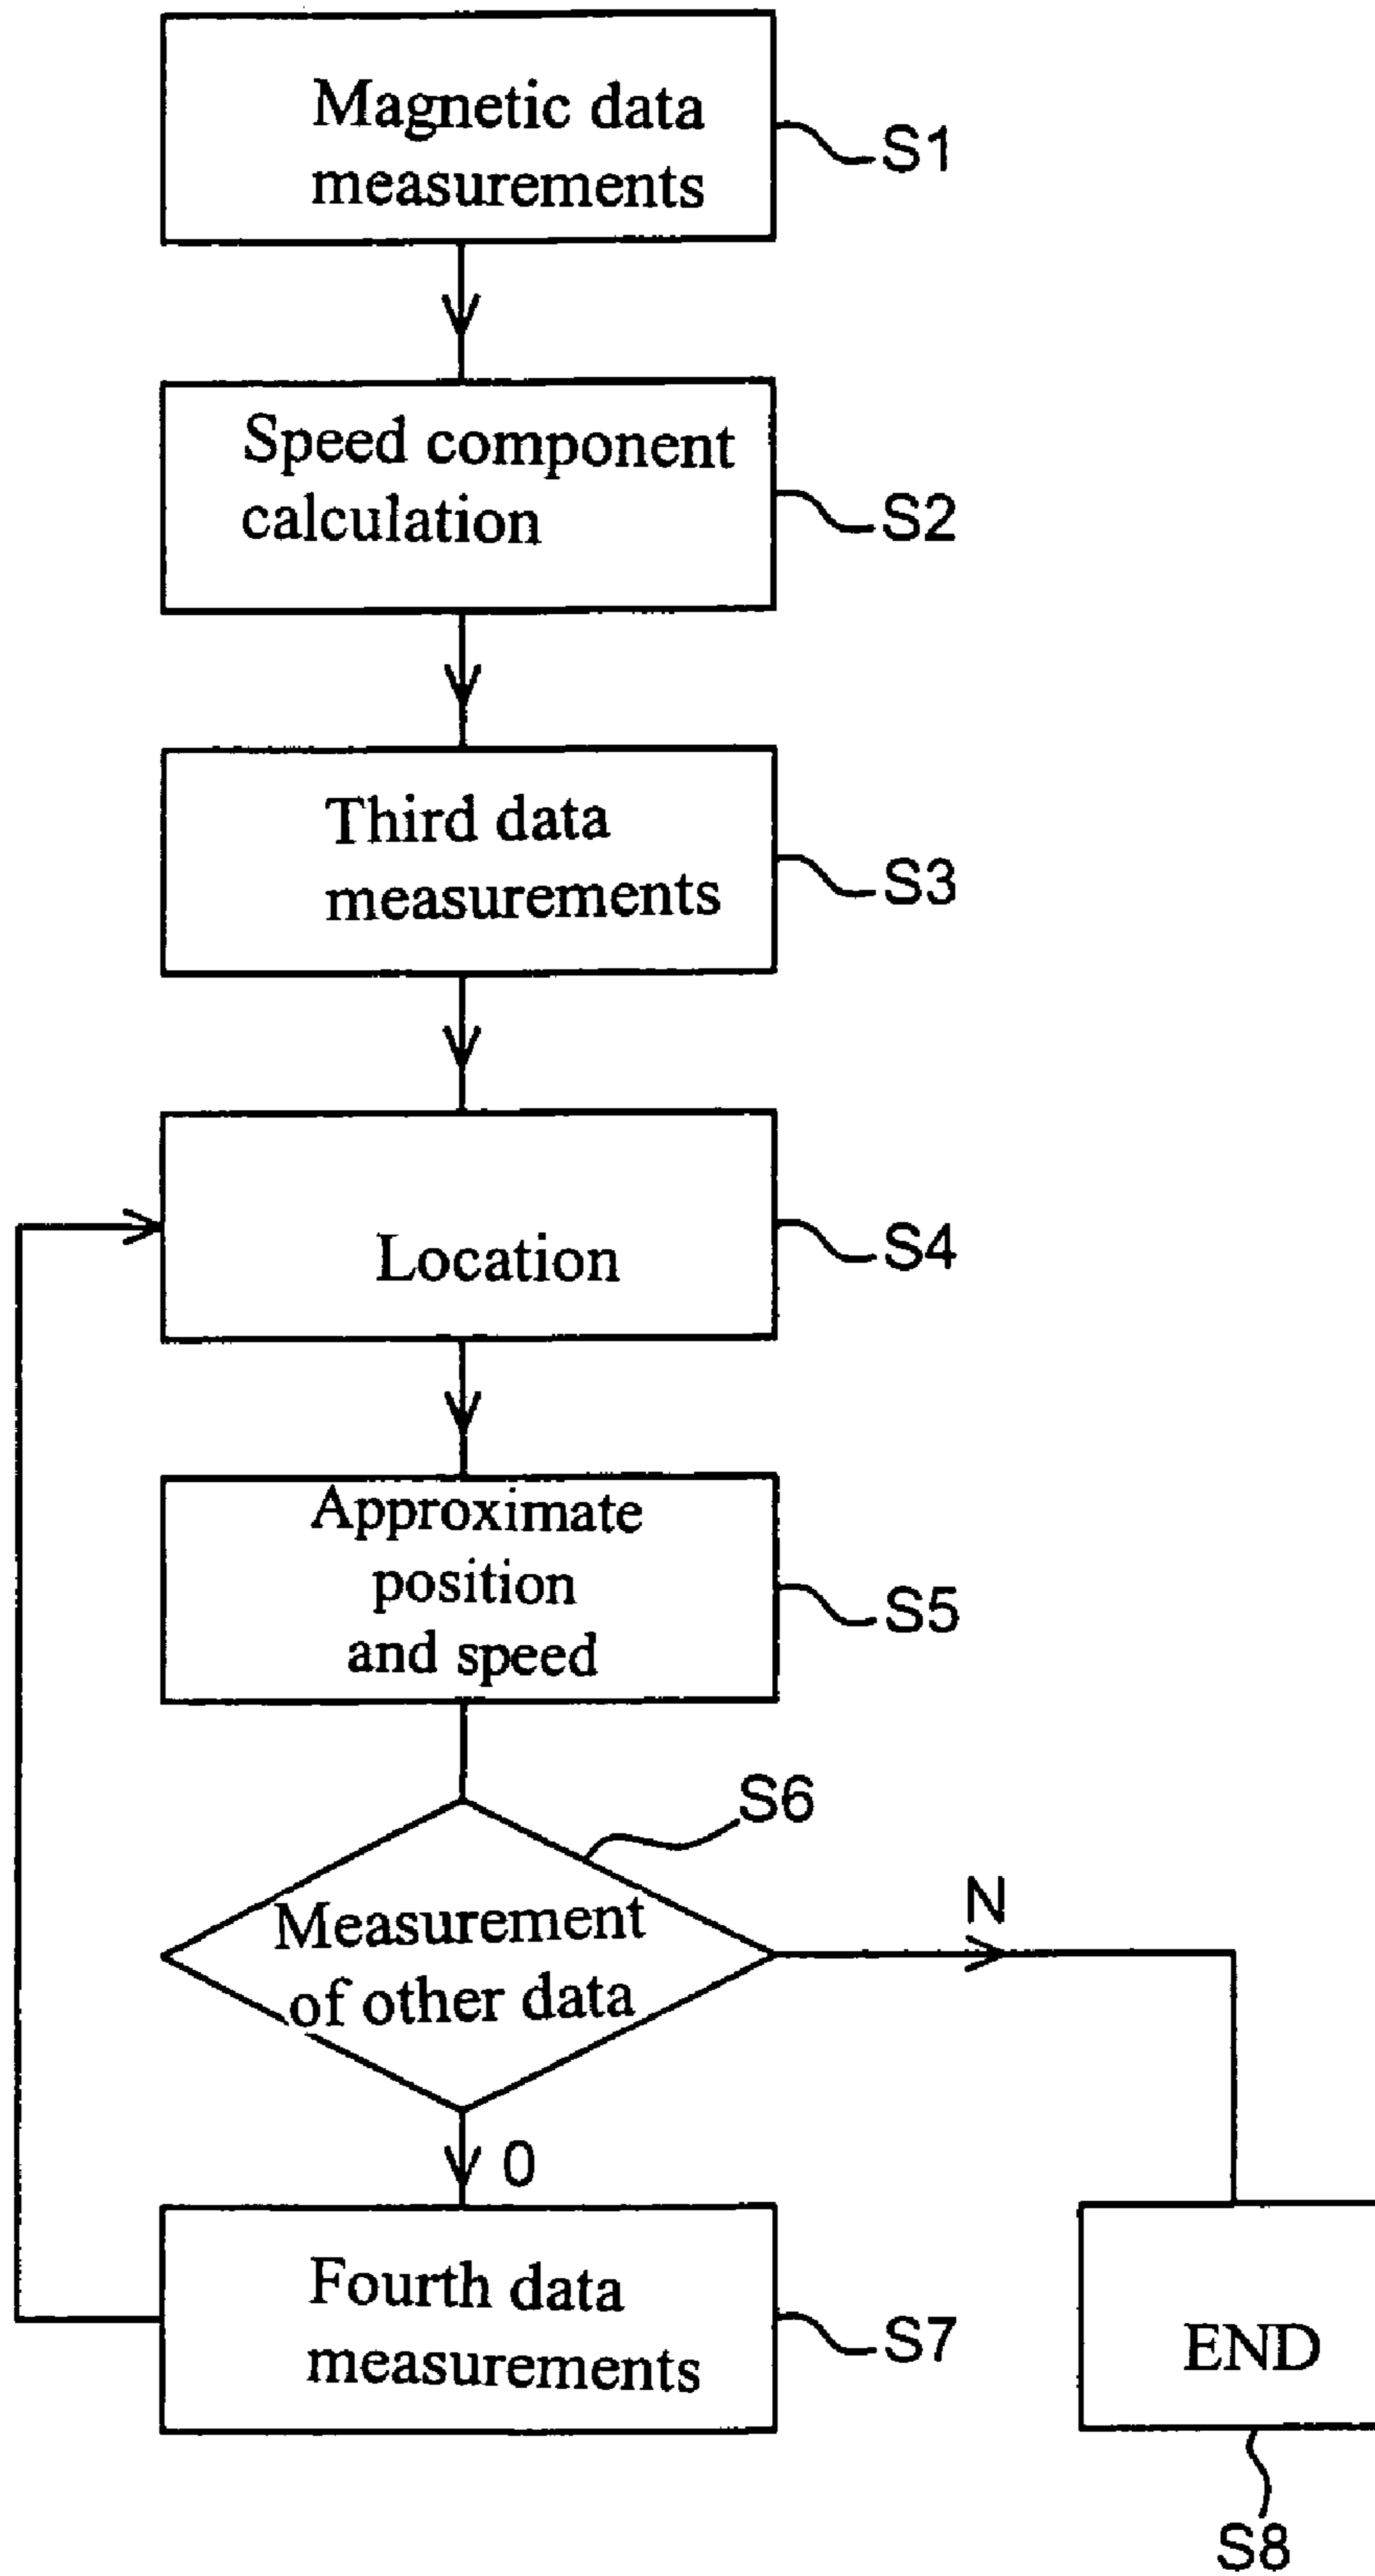 Magnetic data
measurements
S1
Speed component
calculation
S2
Third data
measurements
S3
Location
S4
Approximate
position
and speed
S5
S6
Measurement
of other data
N
0
Fourth data
measurements
S7
END
S8